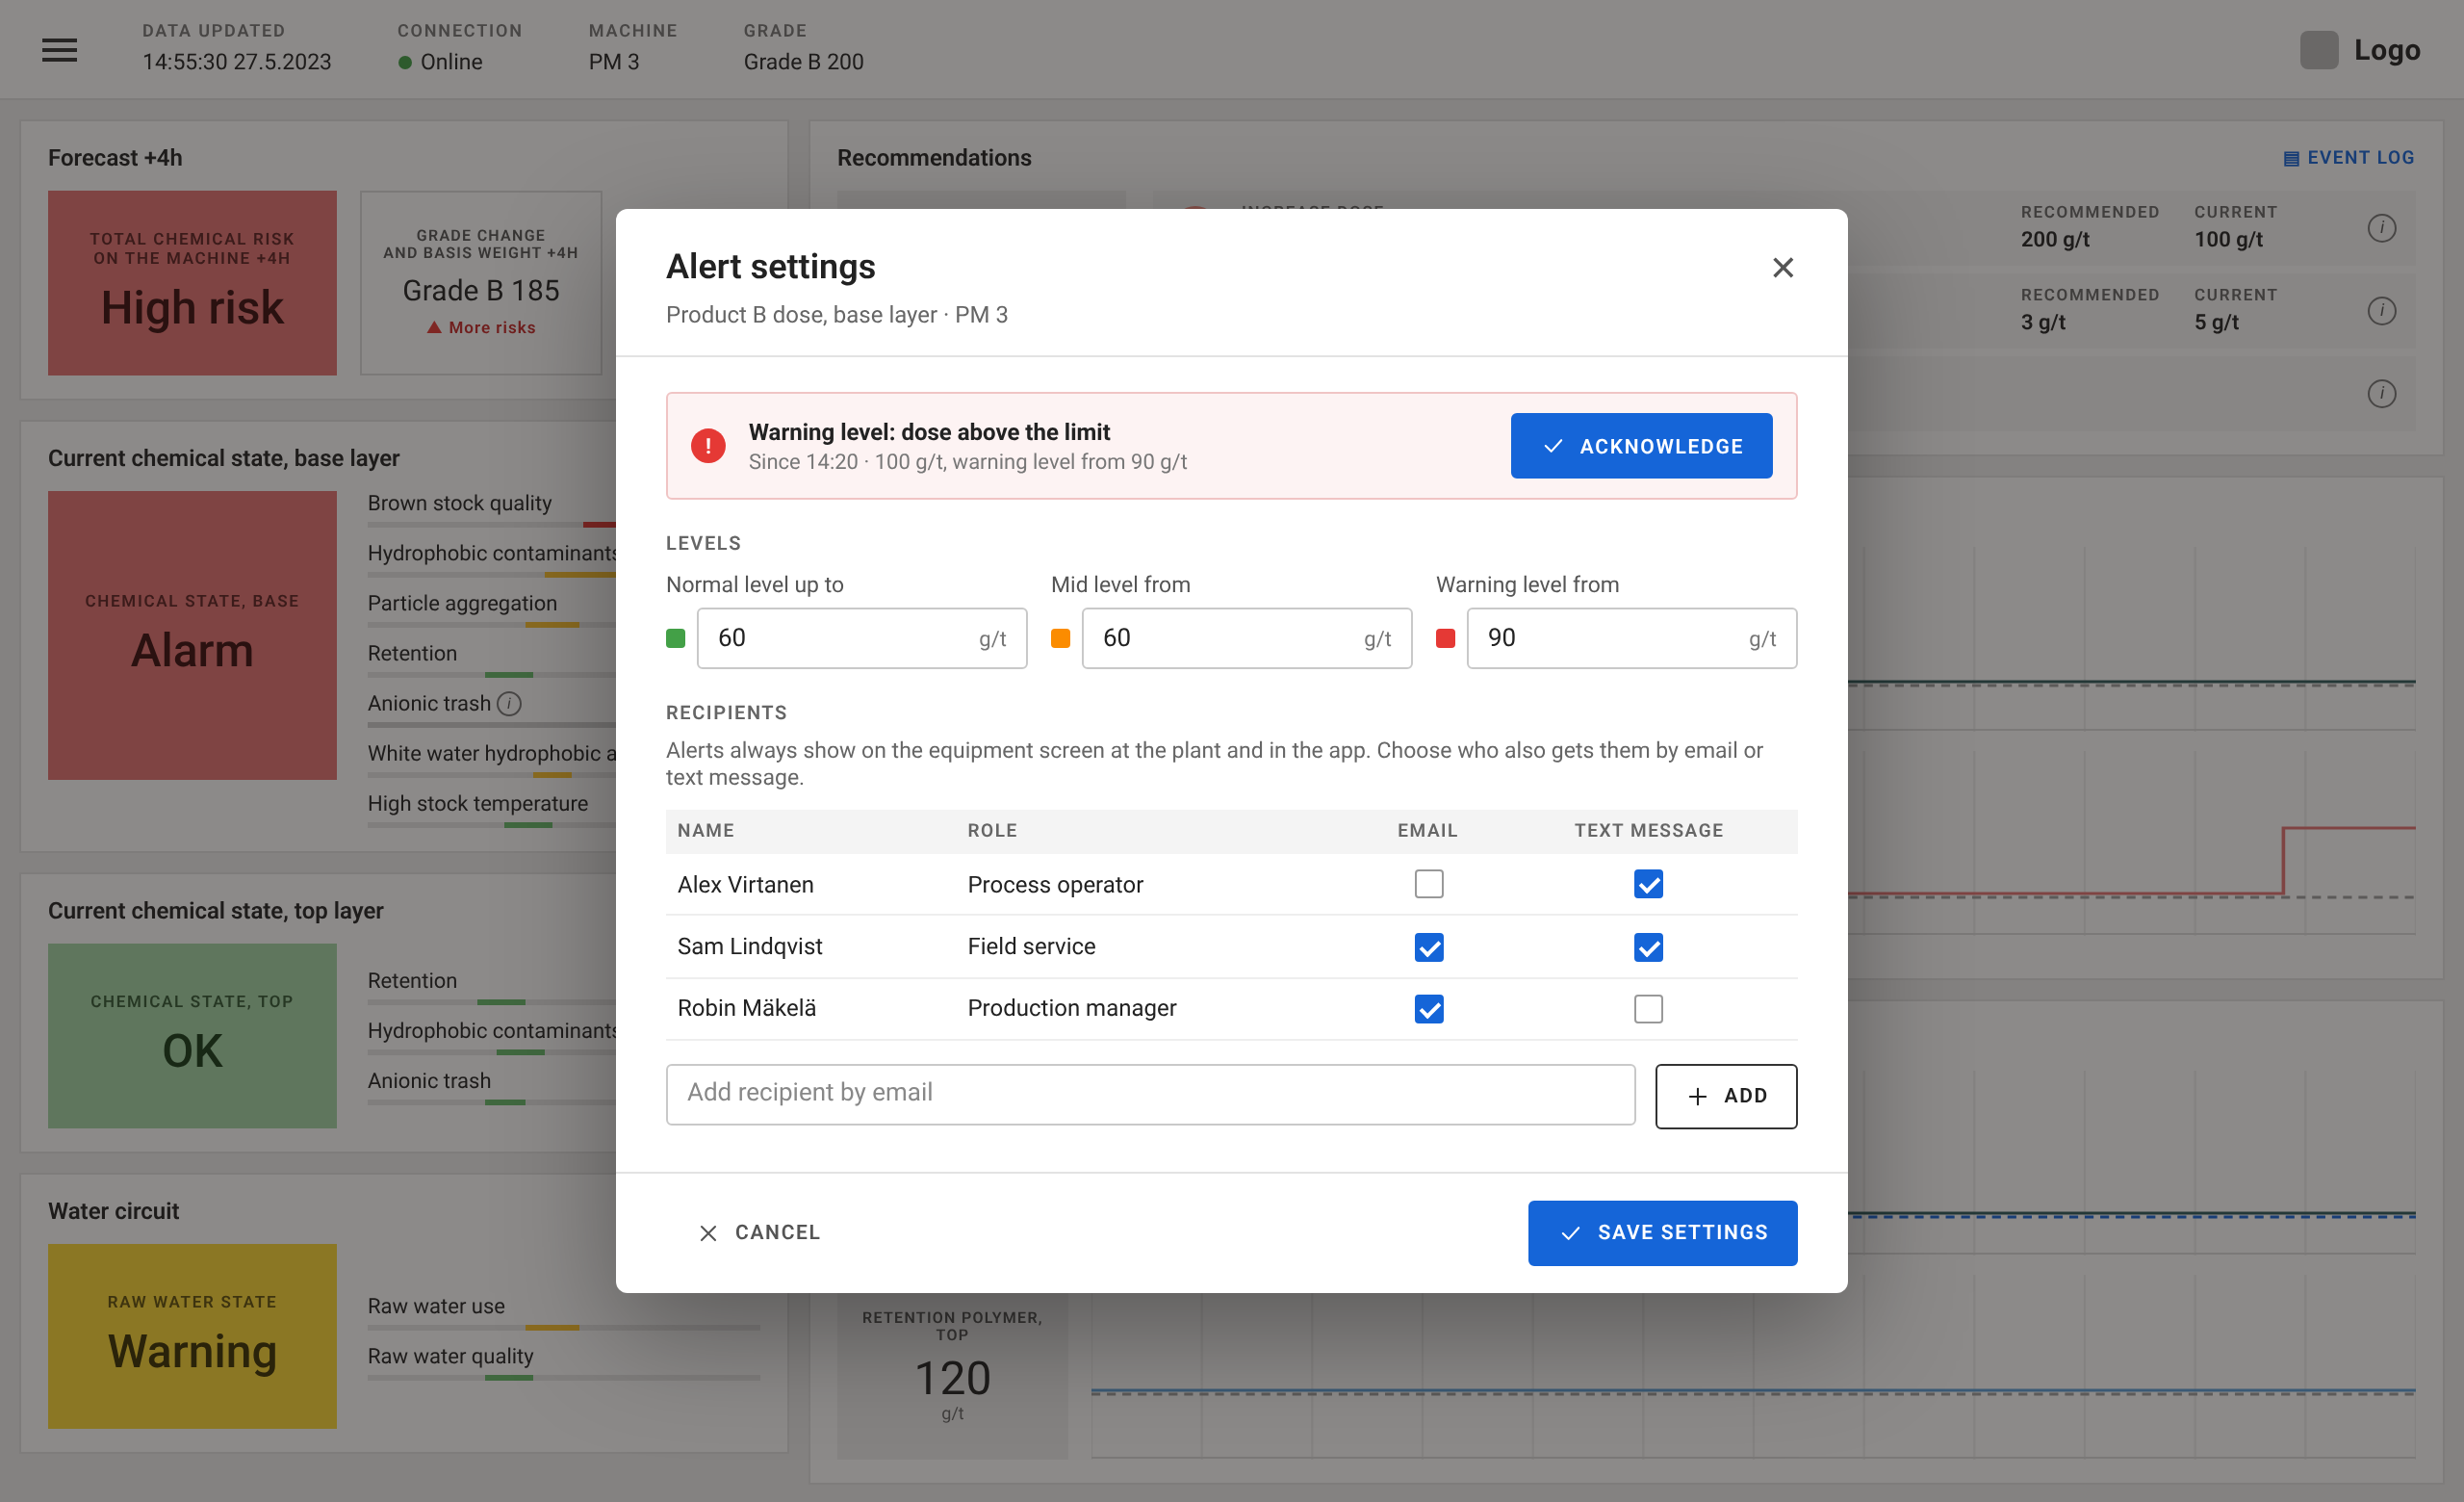 DATA UPDATED
14:55:30 27.5.2023
CONNECTION
Online
MACHINE
PM 3
GRADE
Grade B 200
Logo
Forecast +4h
TOTAL CHEMICAL RISK
ON THE MACHINE +4H
High risk
GRADE CHANGE
AND BASIS WEIGHT +4H
Grade B 185
More risks
Recommendations
EVENT LOG
RECOMMENDED
200 g/t
CURRENT
100 g/t
RECOMMENDED
3 g/t
CURRENT
5 g/t
Current chemical state, base layer
CHEMICAL STATE, BASE
Alarm
Brown stock quality
Hydrophobic contaminants
Particle aggregation
Retention
Anionic trash
White water hydrophobic
High stock temperature
Current chemical state, top layer
CHEMICAL STATE, TOP
OK
Retention
Hydrophobic contaminants
Anionic trash
Water circuit
RAW WATER STATE
Warning
Raw water use
Raw water quality
Alert settings
Product B dose, base layer · PM 3
Warning level: dose above the limit
Since 14:20 · 100 g/t, warning level from 90 g/t
ACKNOWLEDGE
LEVELS
Normal level up to
60 g/t
Mid level from
60 g/t
Warning level from
90 g/t
RECIPIENTS
Alerts always show on the equipment screen at the plant and in the app. Choose who also gets them by email or
text message.
NAME ROLE EMAIL TEXT MESSAGE
Alex Virtanen Process operator
Sam Lindqvist Field service
Robin Mäkelä Production manager
Add recipient by email
ADD
CANCEL
SAVE SETTINGS
RETENTION POLYMER,
TOP
120
g/t